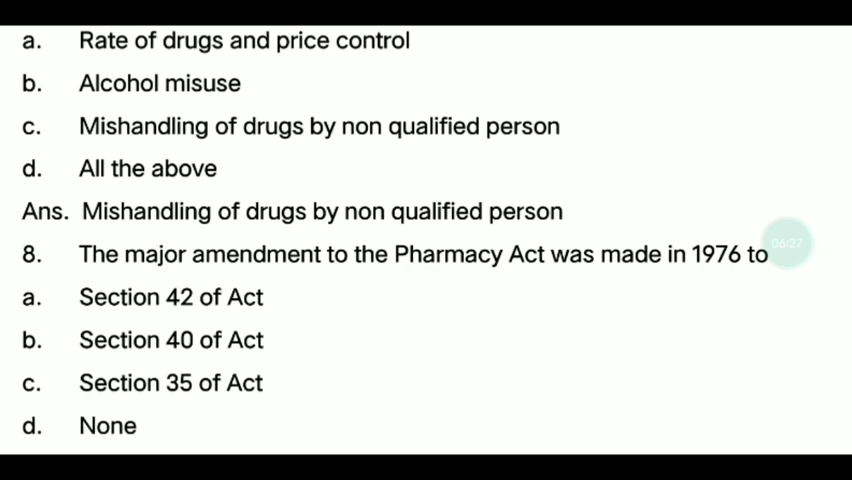 a. Rate of drugs and price control
b. Alcohol misuse
c. Mishandling of drugs by non qualified person
d. All the above
Ans. Mishandling of drugs by non qualified person
8. The major amendment to the Pharmacy Act was made in 1976 to
06:27
a. Section 42 of Act
b. Section 40 of Act
c. Section 35 of Act
d. None